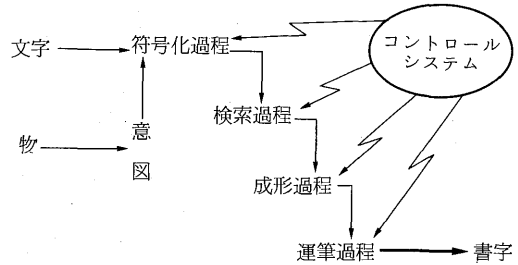 コントロール
システム
文字
符号化過程
検索過程
物
意図
成形過程
運筆過程
書字